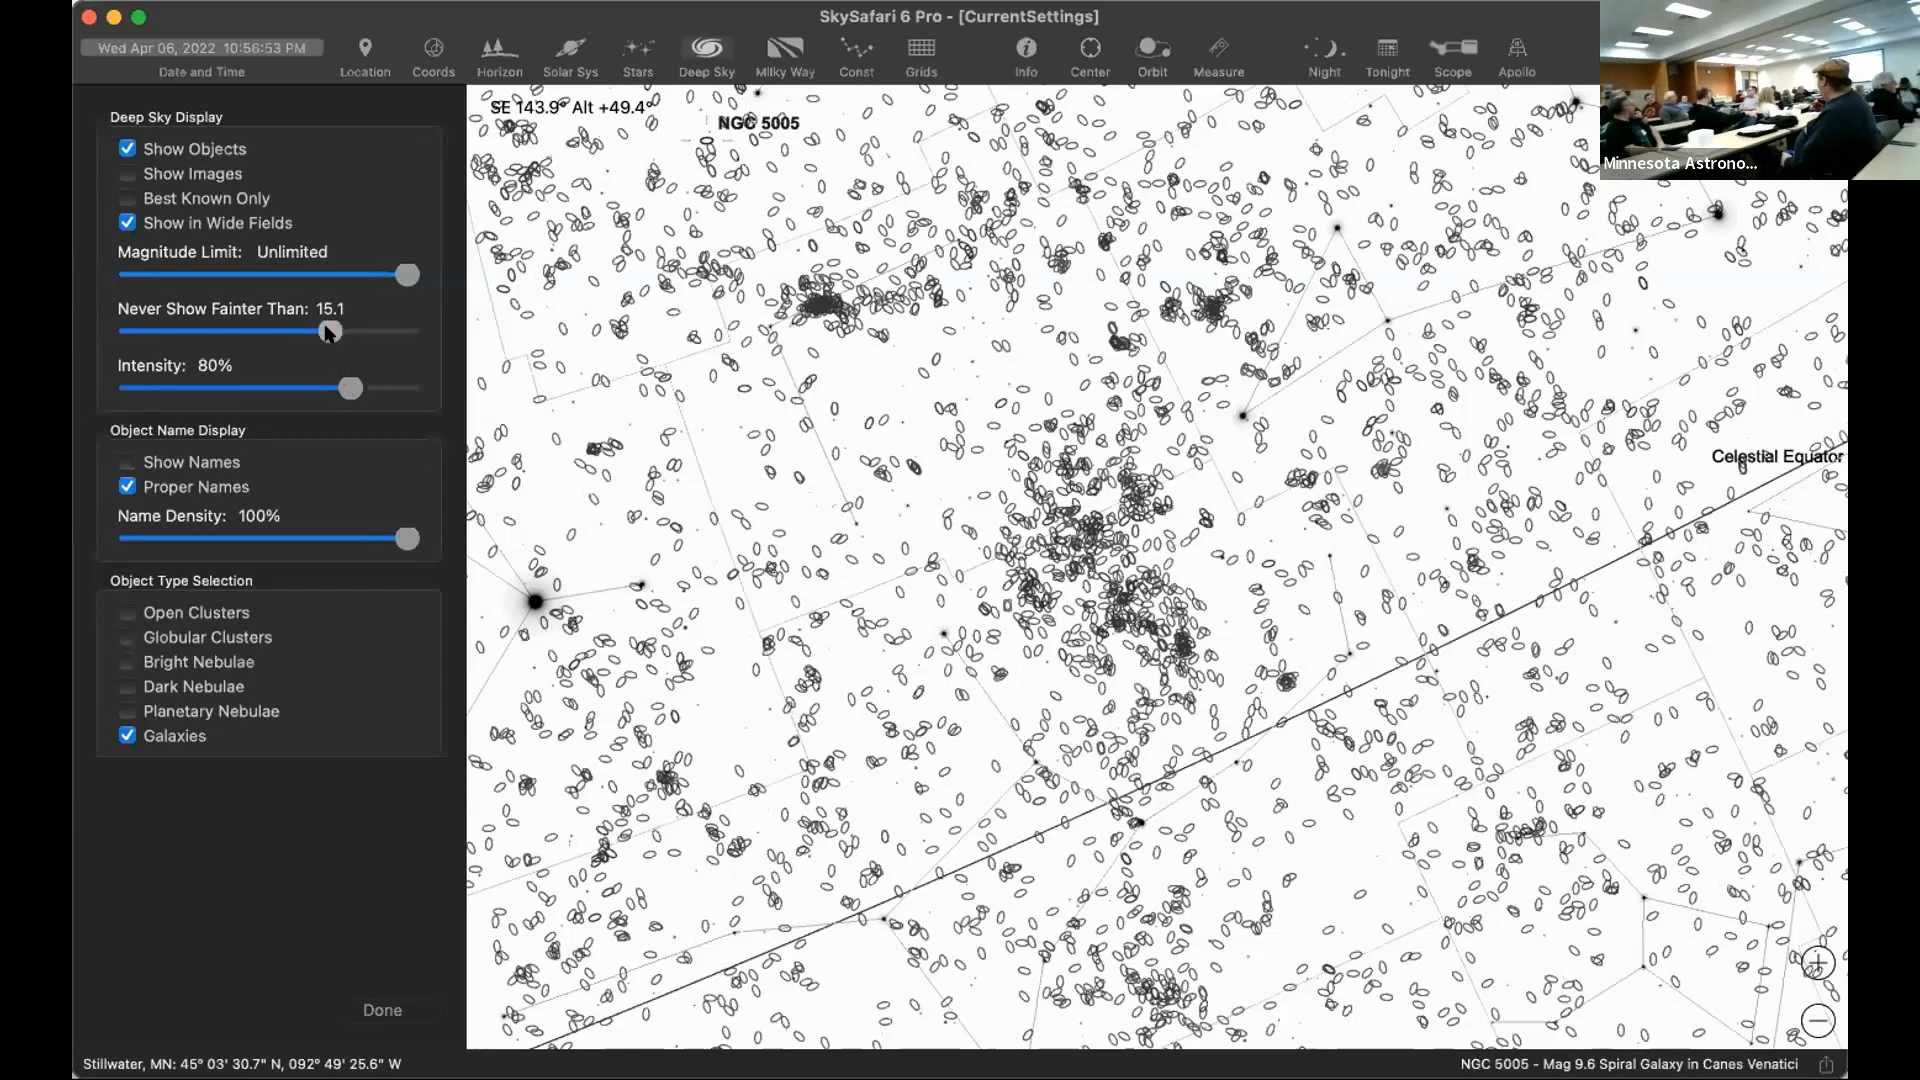 SkySafari 6 Pro - [CurrentSettings]
Wed Apr 06, 2022 10:56:53 PM
Date and Time
Location
Coords
Horizon
Solar Sys
Stars
Deep Sky
Milky Way
Const
Grids
Info
Center
Orbit
Measure
Night
Tonight
Scope
Apollo
Minnesota Astrono...
Deep Sky Display
Show Objects
Show Images
Best Known Only
Show in Wide Fields
Magnitude Limit: Unlimited
Never Show Fainter Than: 15.1
Intensity: 80%
Object Name Display
Show Names
Proper Names
Name Density: 100%
Object Type Selection
Open Clusters
Globular Clusters
Bright Nebulae
Dark Nebulae
Planetary Nebulae
Galaxies
Done
SE 143.9° Alt +49.4°
NGC 5005
Celestial Equator
Stillwater, MN: 45° 03' 30.7" N, 092° 49' 25.6" W
NGC 5005 - Mag 9.6 Spiral Galaxy in Canes Venatici